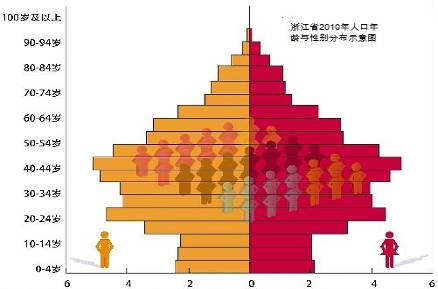 100岁及以上
浙江省2010年人口年
龄与性别分布示意图
90-94岁
80-84岁
70-74岁
60-64岁
50-54岁
40-44岁
30-34岁
20-24岁
10-14岁
0-4岁
6 4 2 0 2 4 6